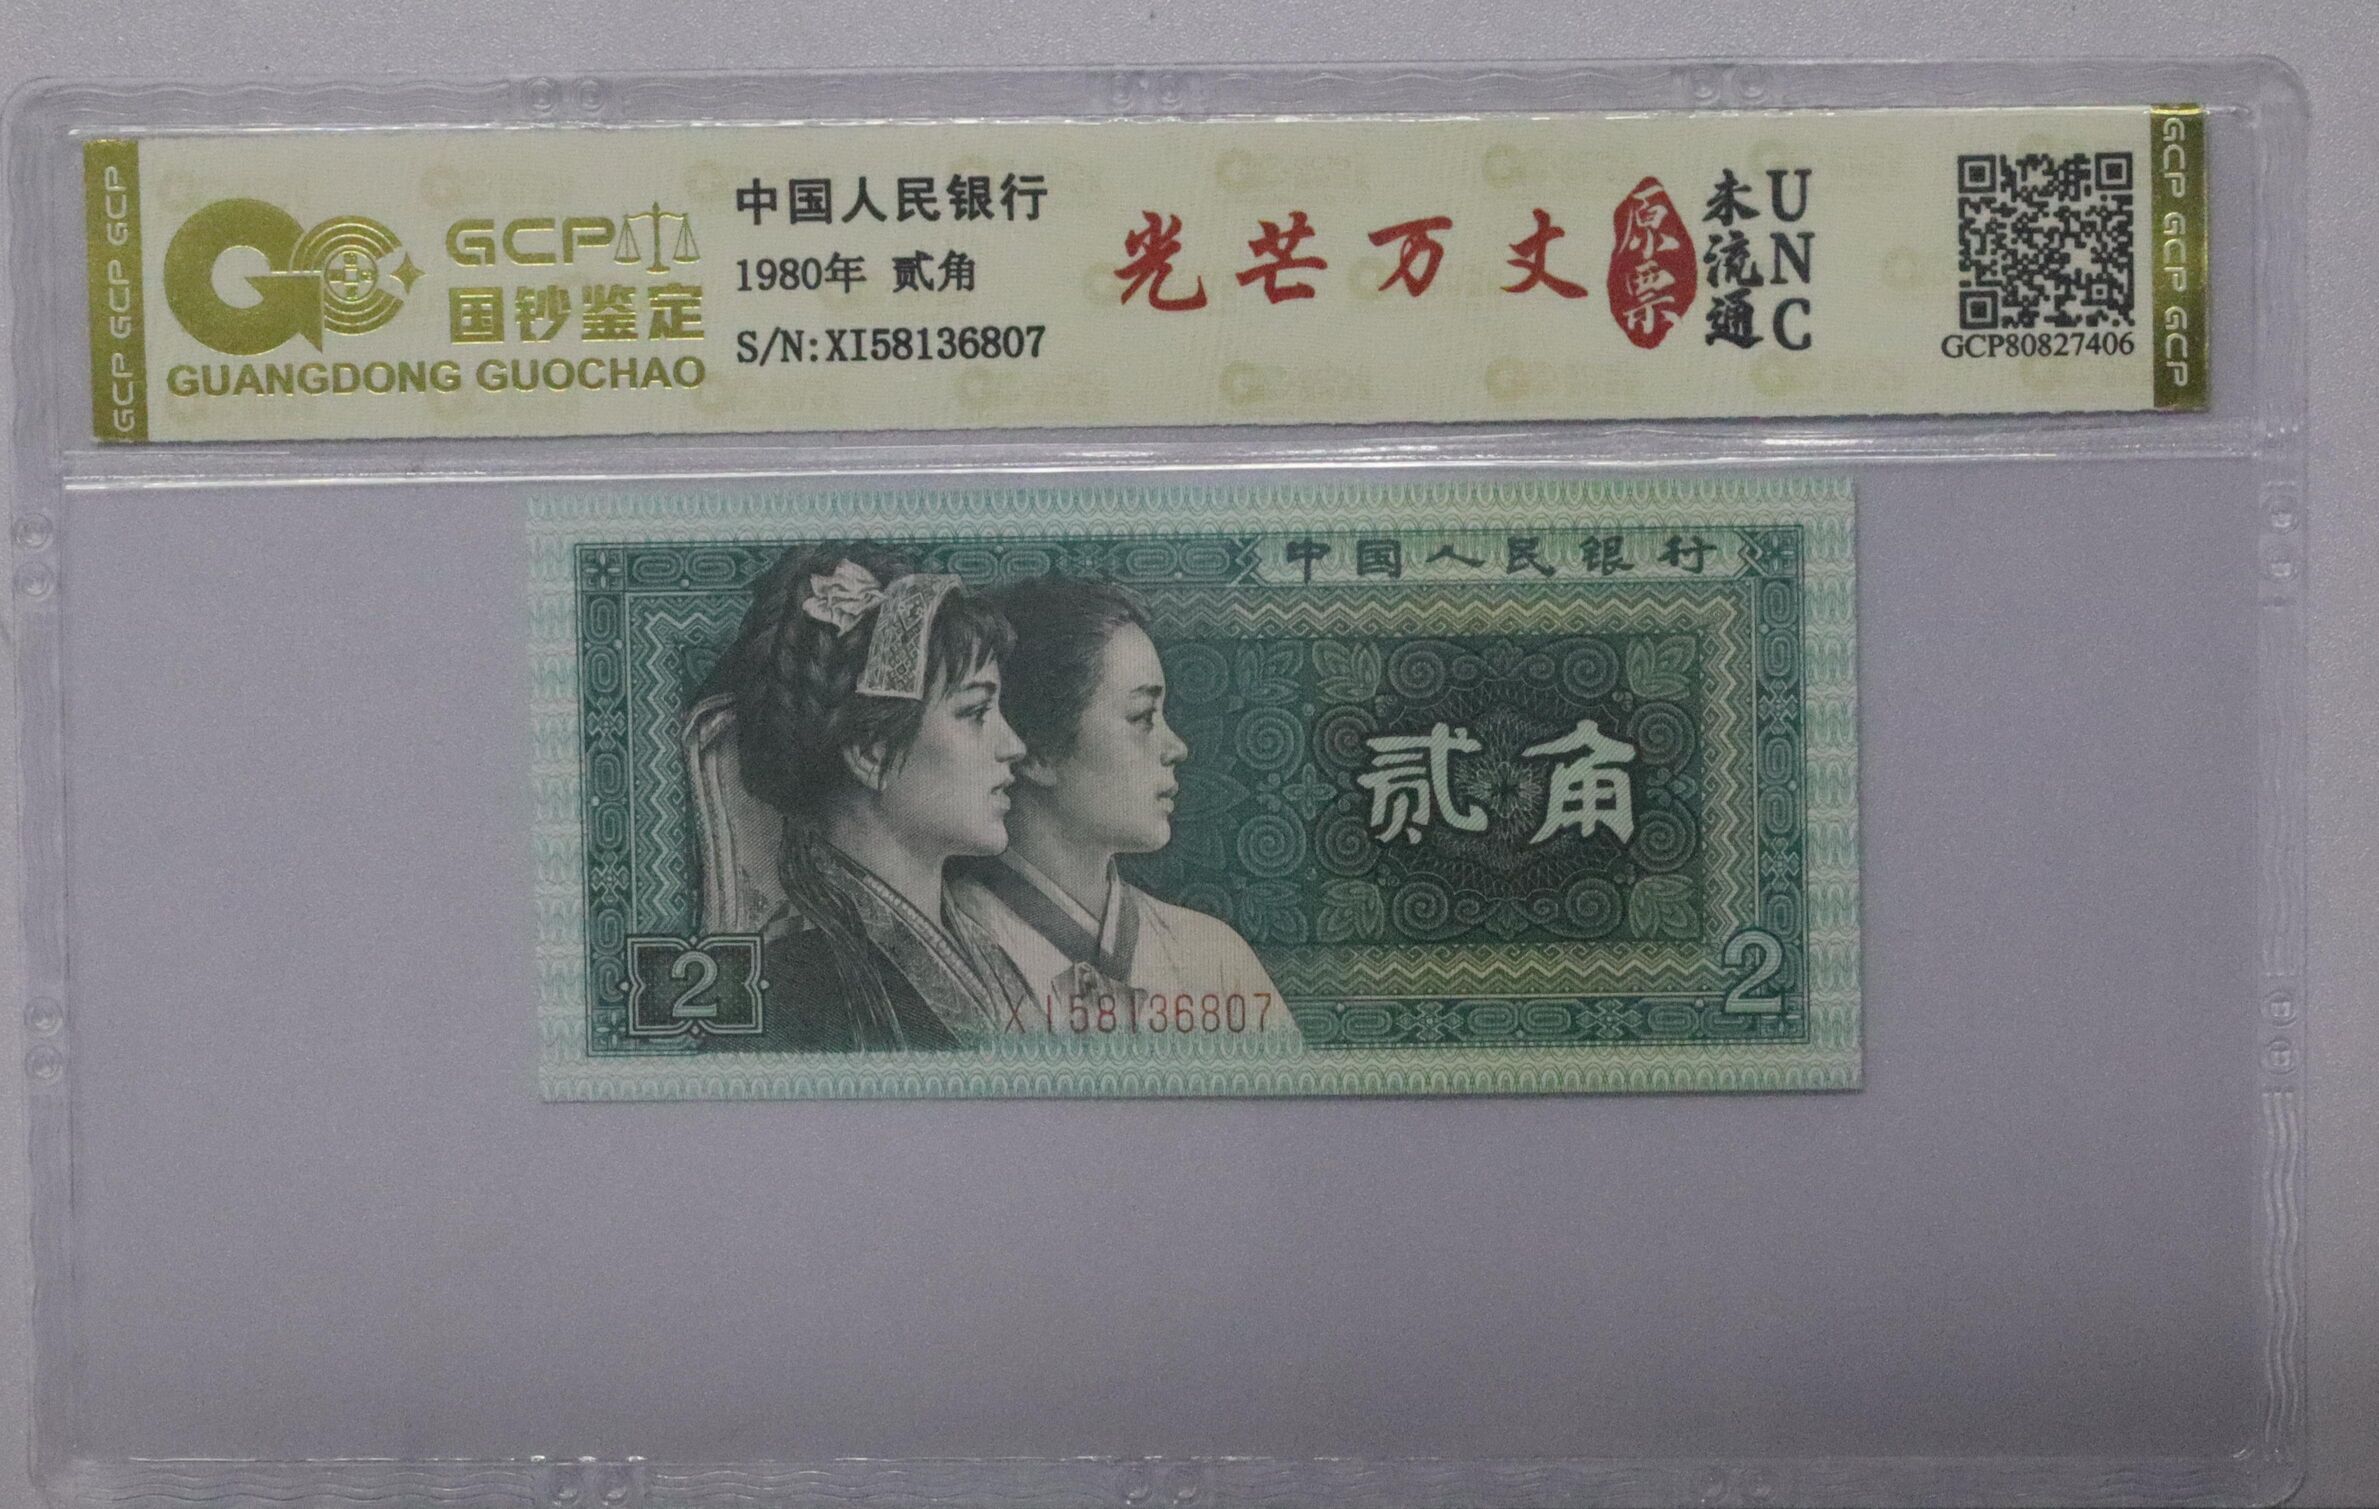 GCP GCP GCP
GCP
国钞鉴定
GUANGDONG GUOCHAO
中国人民银行
1980年 贰角
S/N:XI58136807
光芒万丈
原票
未流通
UNC
GCP80827406
GCP GCP GCP
中国人民银行
贰角
2
2
XI58136807